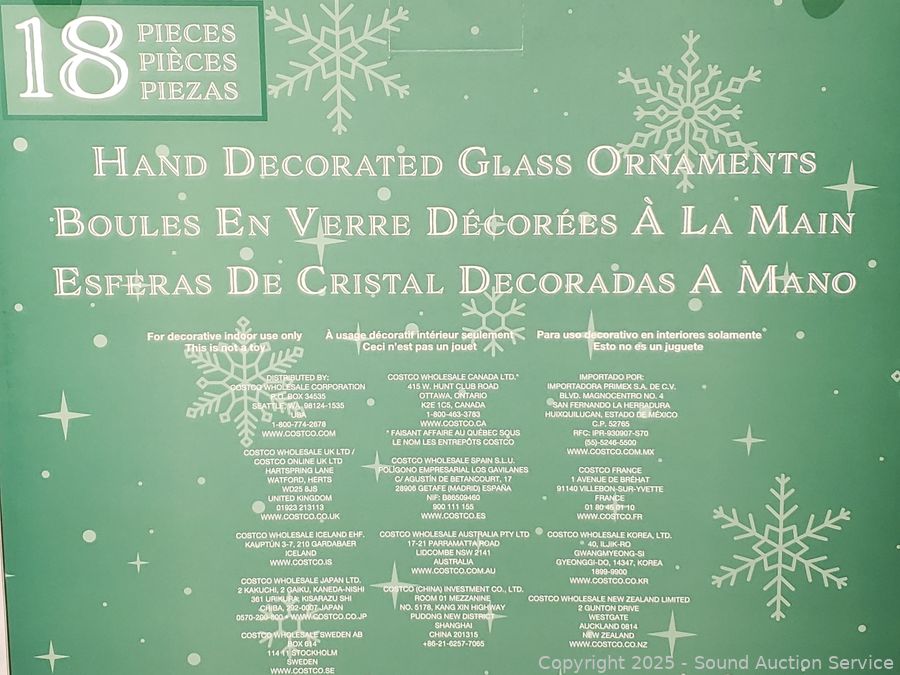 18 PIECES
PIÈCES
PIEZAS
HAND DECORATED GLASS ORNAMENTS
BOULES EN VERRE DÉCORÉES À LA MAIN
ESFERAS DE CRISTAL DECORADAS A MANO
For decorative indoor use only
This is not a toy
À usage décoratif intérieur seulement
Ceci n'est pas un jouet
Para uso decorativo en interiores solamente
Esto no es un juguete
DISTRIBUTED BY:
COSTCO WHOLESALE CORPORATION
P.O. BOX 34535
SEATTLE, WA 98124-1535
USA
1-800-774-2678
WWW.COSTCO.COM
COSTCO WHOLESALE UK LTD /
COSTCO ONLINE UK LTD
HARTSPRING LANE
WATFORD, HERTS
WD25 8JS
UNITED KINGDOM
01923 213113
WWW.COSTCO.CO.UK
COSTCO WHOLESALE ICELAND EHF.
KAUPTÚN 3-7, 210 GARDABAER
ICELAND
WWW.COSTCO.IS
COSTCO WHOLESALE JAPAN LTD.
2 KAKUCHI, 2 GAIKU, KANEDA-NISHI
361 URIKURA, KISARAZU SHI
CHIBA, 292-0007 JAPAN
0570-200-800 • WWW.COSTCO.CO.JP
COSTCO WHOLESALE SWEDEN AB
BOX 614
114 11 STOCKHOLM
SWEDEN
WWW.COSTCO.SE
COSTCO WHOLESALE CANADA LTD.*
415 W. HUNT CLUB ROAD
OTTAWA, ONTARIO
K2E 1C5, CANADA
1-800-463-3783
WWW.COSTCO.CA
* FAISANT AFFAIRE AU QUÉBEC SOUS
LE NOM LES ENTREPÔTS COSTCO
COSTCO WHOLESALE SPAIN S.L.U.
POLÍGONO EMPRESARIAL LOS GAVILANES
C/ AGUSTÍN DE BETANCOURT, 17
28906 GETAFE (MADRID) ESPAÑA
NIF: B86509460
900 111 155
WWW.COSTCO.ES
COSTCO WHOLESALE AUSTRALIA PTY LTD
17-21 PARRAMATTA ROAD
LIDCOMBE NSW 2141
AUSTRALIA
WWW.COSTCO.COM.AU
COSTCO (CHINA) INVESTMENT CO., LTD.
ROOM 01 MEZZANINE
NO. 5178, KANG XIN HIGHWAY
PUDONG NEW DISTRICT
SHANGHAI
CHINA 201315
+86-21-6257-7065
IMPORTADO POR:
IMPORTADORA PRIMEX S.A. DE C.V.
BLVD. MAGNOCENTRO NO. 4
SAN FERNANDO LA HERRADURA
HUIXQUILUCAN, ESTADO DE MÉXICO
C.P. 52765
RFC: IPR-930907-S70
(55)-5246-5500
WWW.COSTCO.COM.MX
COSTCO FRANCE
1 AVENUE DE BRÉHAT
91140 VILLEBON-SUR-YVETTE
FRANCE
01 80 45 01 10
WWW.COSTCO.FR
COSTCO WHOLESALE KOREA, LTD.
40, ILJIK-RO
GWANGMYEONG-SI
GYEONGGI-DO, 14347, KOREA
1899-9900
WWW.COSTCO.CO.KR
COSTCO WHOLESALE NEW ZEALAND LIMITED
2 GUNTON DRIVE
WESTGATE
AUCKLAND 0814
NEW ZEALAND
WWW.COSTCO.CO.NZ
Copyright 2025 - Sound Auction Service